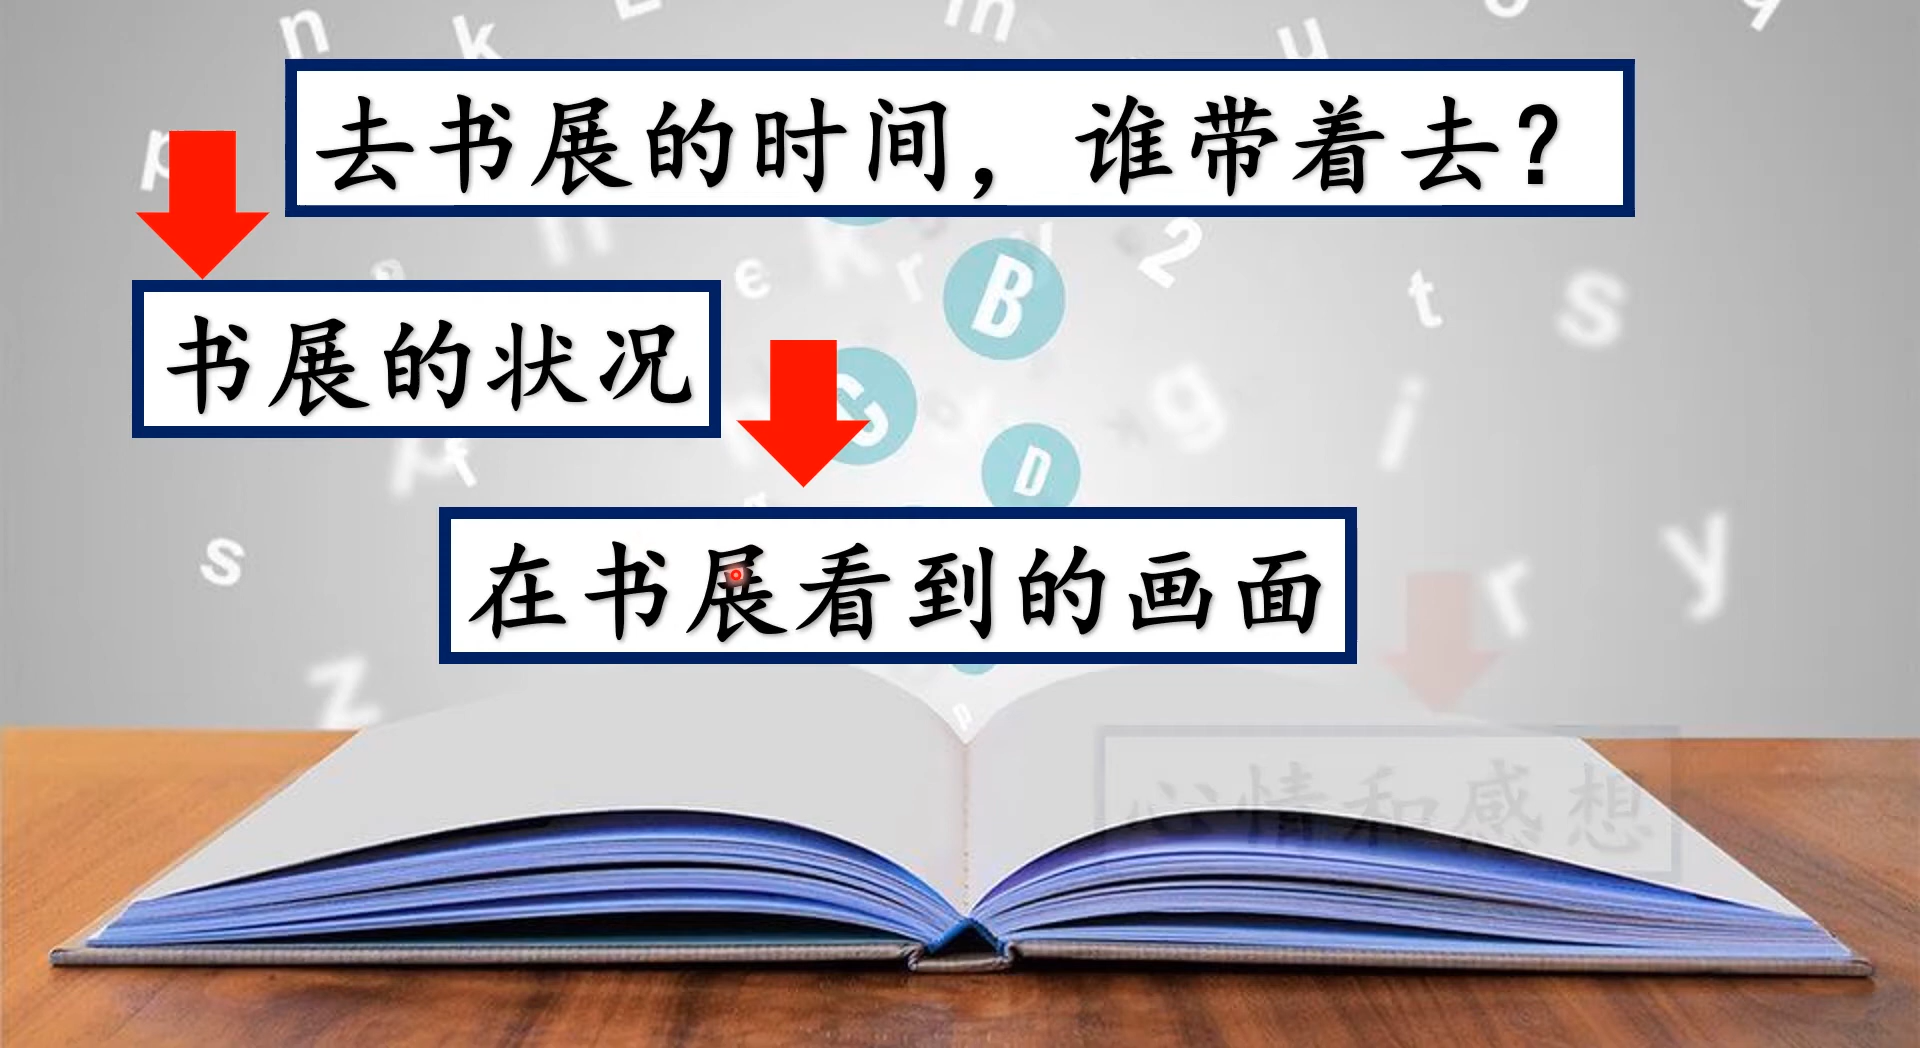 去书展的时间，谁带着去？
书展的状况
在书展看到的画面
心情和感想